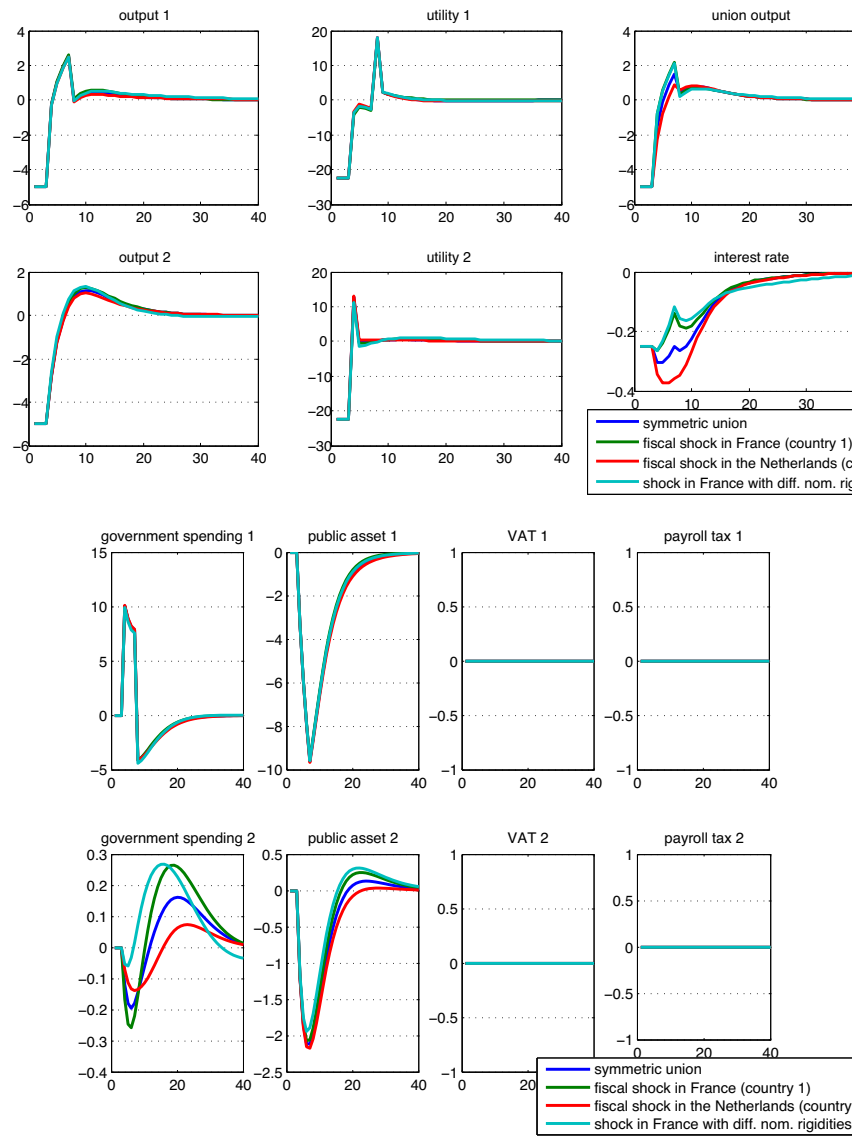 output 1
utility 1
union output
4
2
0
−2
−4
−6
0 10 20 30 40
20
10
0
−10
−20
−30
0 10 20 30 40
4
2
0
−2
−4
−6
0 10 20 30 40
output 2
utility 2
interest rate
2
0
−2
−4
−6
0 10 20 30 40
20
10
0
−10
−20
−30
0 10 20 30 40
0
−0.2
−0.4
0 10 20 30
symmetric union
fiscal shock in France (country 1)
fiscal shock in the Netherlands (c
shock in France with diff. nom. rig
government spending 1
public asset 1
VAT 1
payroll tax 1
15
10
5
0
−5
0 20 40
0
−2
−4
−6
−8
−10
0 20 40
1
0.5
0
−0.5
−1
0 20 40
1
0.5
0
−0.5
−1
0 20 40
government spending 2
public asset 2
VAT 2
payroll tax 2
0.3
0.2
0.1
0
−0.1
−0.2
−0.3
−0.4
0 20 40
0.5
0
−0.5
−1
−1.5
−2
−2.5
0 20 40
1
0.5
0
−0.5
−1
0 20
1
0.5
0
−0.5
−1
0 20 40
symmetric union
fiscal shock in France (country 1)
fiscal shock in the Netherlands (country
shock in France with diff. nom. rigidities